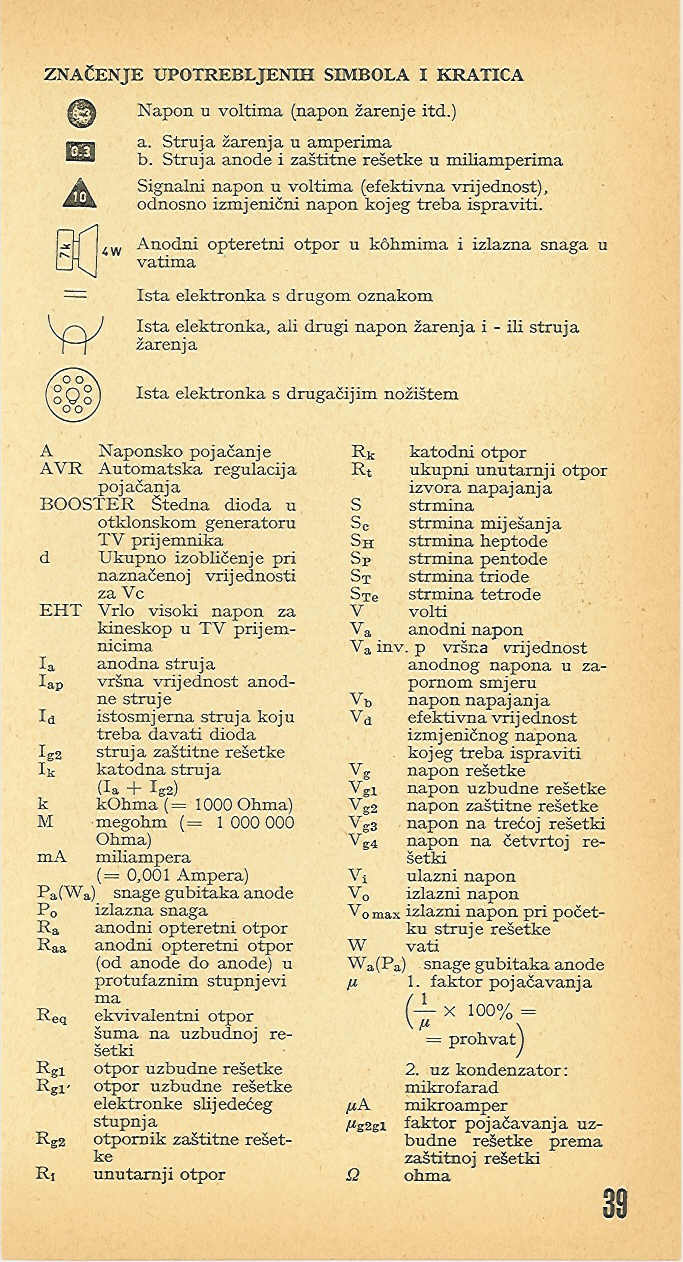 ZNAČENJE UPOTREBLJENIH SIMBOLA I KRATICA
Napon u voltima (napon žarenje itd.)
0.3
a. Struja žarenja u amperima
b. Struja anode i zaštitne rešetke u miliamperima
10
Signalni napon u voltima (efektivna vrijednost),
odnosno izmjenični napon kojeg treba ispraviti.
7k
4W
Anodni opteretni otpor u kôhmima i izlazna snaga u
vatima
Ista elektronka s drugom oznakom
Ista elektronka, ali drugi napon žarenja i - ili struja
žarenja
Ista elektronka s drugačijim nožištem
A Naponsko pojačanje
AVR Automatska regulacija
pojačanja
BOOSTER Štedna dioda u
otklonskom generatoru
TV prijemnika
d Ukupno izobličenje pri
naznačenoj vrijednosti
za Vc
EHT Vrlo visoki napon za
kineskop u TV prijem-
nicima
Ia anodna struja
Iap vršna vrijednost anod-
ne struje
Id istosmjerna struja koju
treba davati dioda
Ig2 struja zaštitne rešetke
Ik katodna struja
(Ia + Ig2)
k kOhma (= 1000 Ohma)
M megohm (= 1 000 000
Ohma)
mA miliampera
(= 0,001 Ampera)
Pa(Wa) snage gubitaka anode
Po izlazna snaga
Ra anodni opteretni otpor
Raa anodni opteretni otpor
(od anode do anode) u
protufaznim stupnjevi
ma
Req ekvivalentni otpor
šuma na uzbudnoj re-
šetki
Rg1 otpor uzbudne rešetke
Rg1' otpor uzbudne rešetke
elektronke slijedećeg
stupnja
Rg2 otpornik zaštitne rešet-
ke
Ri unutarnji otpor
Rk katodni otpor
Rt ukupni unutarnji otpor
izvora napajanja
S strmina
Sc strmina miješanja
SH strmina heptode
SP strmina pentode
ST strmina triode
STe strmina tetrode
V volti
Va anodni napon
Va inv. p vršna vrijednost
anodnog napona u za-
pornom smjeru
Vb napon napajanja
Vd efektivna vrijednost
izmjeničnog napona
kojeg treba ispraviti
Vg napon rešetke
Vg1 napon uzbudne rešetke
Vg2 napon zaštitne rešetke
Vg3 napon na trećoj rešetki
Vg4 napon na četvrtoj re-
šetki
Vi ulazni napon
Vo izlazni napon
Vo max izlazni napon pri počet-
ku struje rešetke
W vati
Wa(Pa) snage gubitaka anode
μ 1. faktor pojačavanja
(1/μ × 100% =
= prohvat)
2. uz kondenzator:
mikrofarad
μA mikroamper
μg2g1 faktor pojačavanja uz-
budne rešetke prema
zaštitnoj rešetki
Ω ohma
39